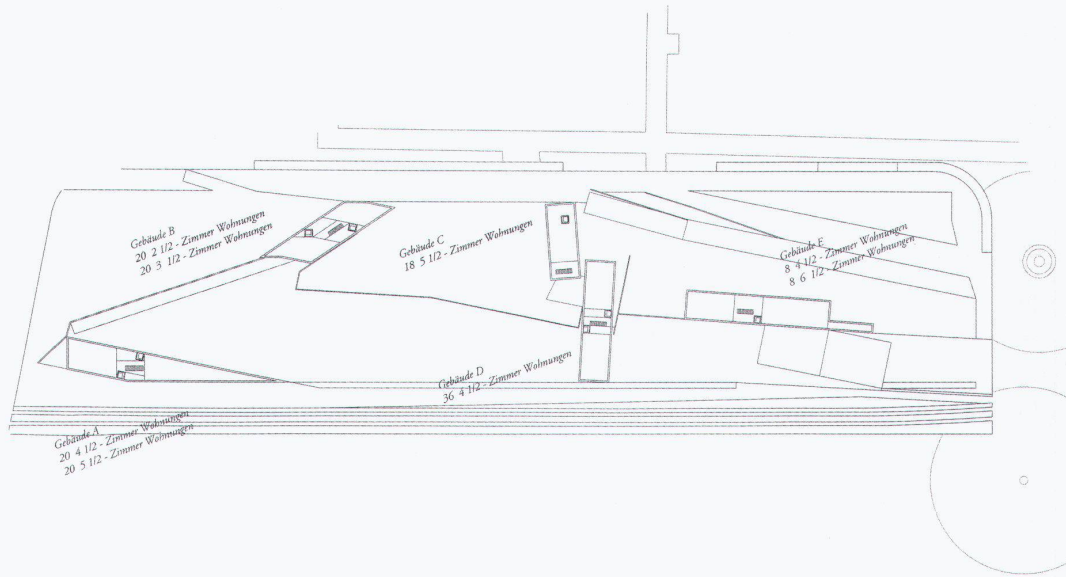 Gebäude B
20 2 1/2 - Zimmer Wohnungen
20 3 1/2 - Zimmer Wohnungen
Gebäude C
18 5 1/2 - Zimmer Wohnungen
Gebäude E
8 4 1/2 - Zimmer Wohnungen
8 6 1/2 - Zimmer Wohnungen
Gebäude D
36 4 1/2 - Zimmer Wohnungen
Gebäude A
20 4 1/2 - Zimmer Wohnungen
20 5 1/2 - Zimmer Wohnungen